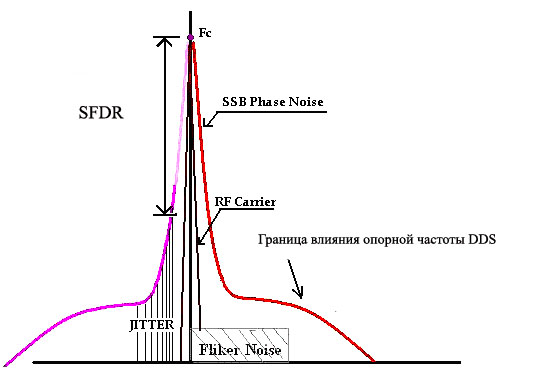 Fc
SFDR
SSB Phase Noise
RF Carrier
Граница влияния опорной частоты DDS
JITTER
Fliker Noise